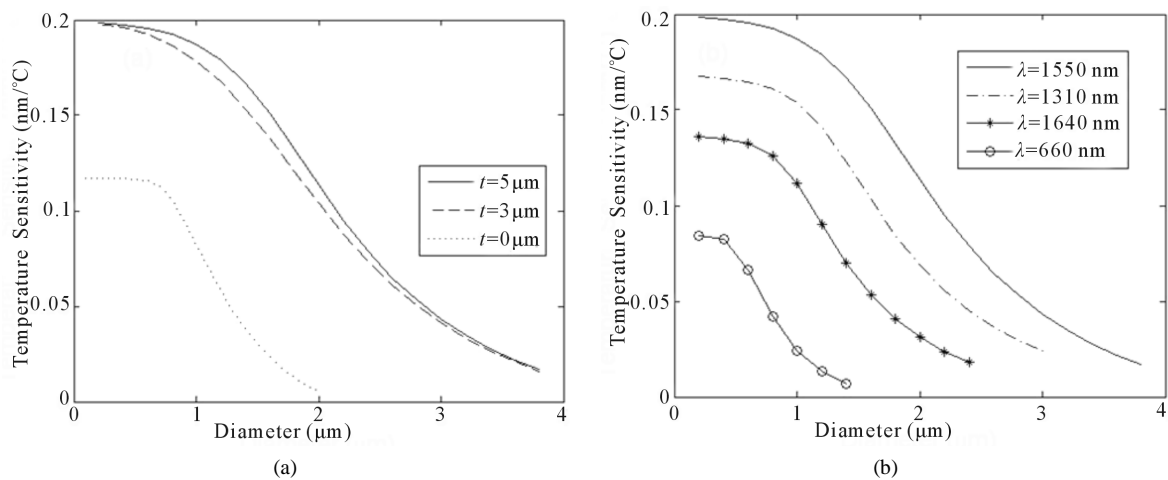 0.2
0.15
0.1
0.05
0
0
1
2
3
4
Temperature Sensitivity (nm/℃)
Diameter (μm)
t=5μm
t=3μm
t=0μm
(a)
0.2
0.15
0.1
0.05
0
0
1
2
3
4
Temperature Sensitivity (nm/℃)
Diameter (μm)
λ=1550 nm
λ=1310 nm
λ=1640 nm
λ=660 nm
(b)